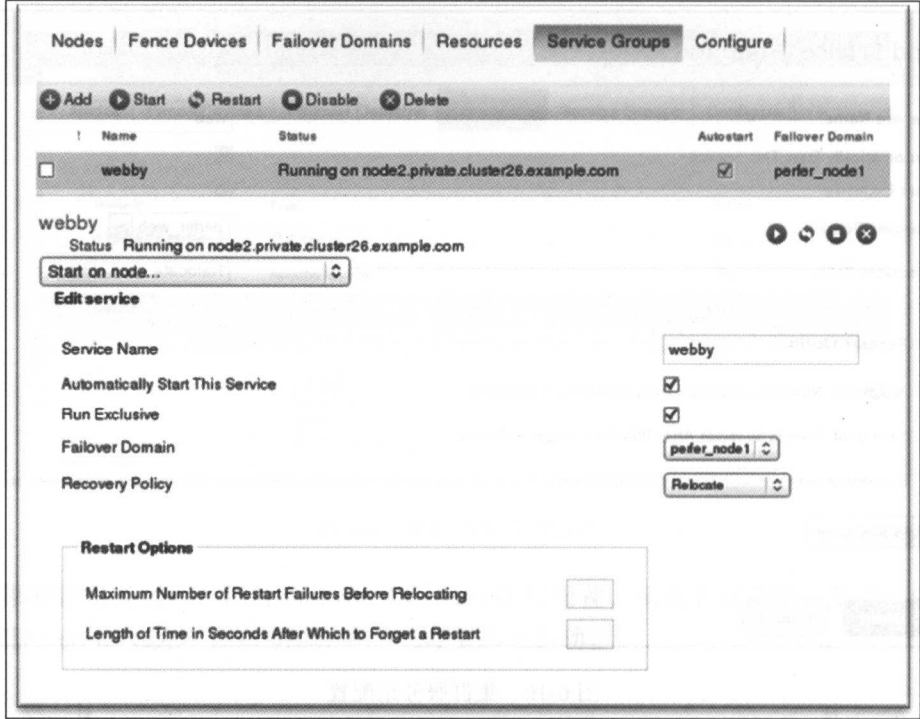 Nodes Fence Devices Failover Domains Resources Service Groups Configure
Add Start Restart Disable Delete
! Name Status Autostart Failover Domain
webby Running on node2.private.cluster26.example.com perfer_node1
webby
Status Running on node2.private.cluster26.example.com
Start on node...
Edit service
Service Name webby
Automatically Start This Service
Run Exclusive
Failover Domain perfer_node1
Recovery Policy Relocate
Restart Options
Maximum Number of Restart Failures Before Relocating
Length of Time in Seconds After Which to Forget a Restart